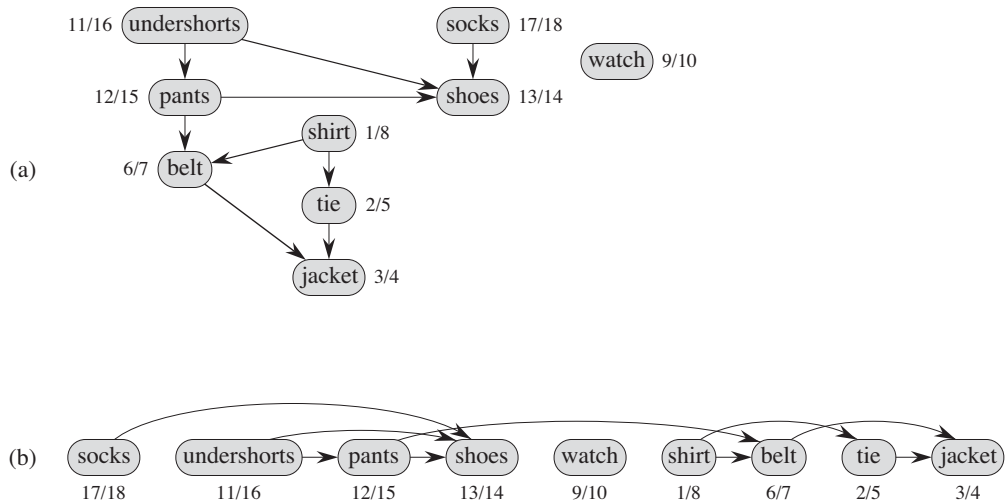 11/16 undershorts socks 17/18
watch 9/10
12/15 pants shoes 13/14
shirt 1/8
(a) 6/7 belt
tie 2/5
jacket 3/4
(b) socks undershorts pants shoes watch shirt belt tie jacket
17/18 11/16 12/15 13/14 9/10 1/8 6/7 2/5 3/4